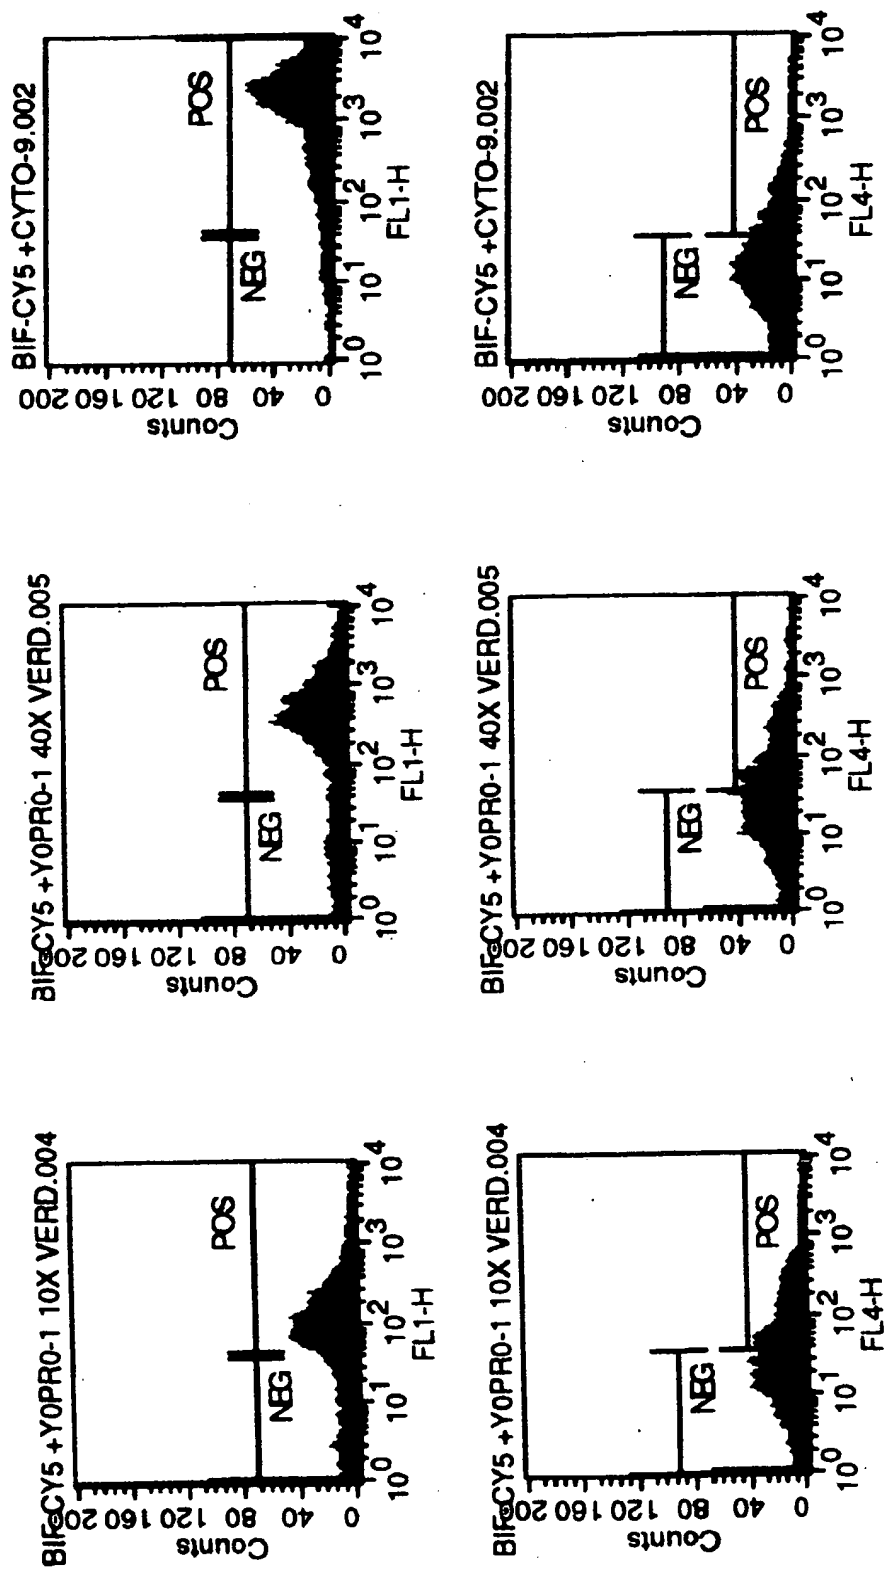 BIF-CY5 +Y0PR0-1 10X VERD.004
Counts
200 160 120 80 40 0
NEG
POS
10^0 10^1 10^2 10^3 10^4
FL1-H
BIF-CY5 +Y0PR0-1 40X VERD.005
Counts
200 160 120 80 40 0
NEG
POS
10^0 10^1 10^2 10^3 10^4
FL1-H
BIF-CY5 +CYTO-9.002
Counts
200 160 120 80 40 0
NEG
POS
10^0 10^1 10^2 10^3 10^4
FL1-H
BIF-CY5 +Y0PR0-1 10X VERD.004
Counts
200 160 120 80 40 0
NEG
POS
10^0 10^1 10^2 10^3 10^4
FL4-H
BIF-CY5 +Y0PR0-1 40X VERD.005
Counts
200 160 120 80 40 0
NEG
POS
10^0 10^1 10^2 10^3 10^4
FL4-H
BIF-CY5 +CYTO-9.002
Counts
200 160 120 80 40 0
NEG
POS
10^0 10^1 10^2 10^3 10^4
FL4-H